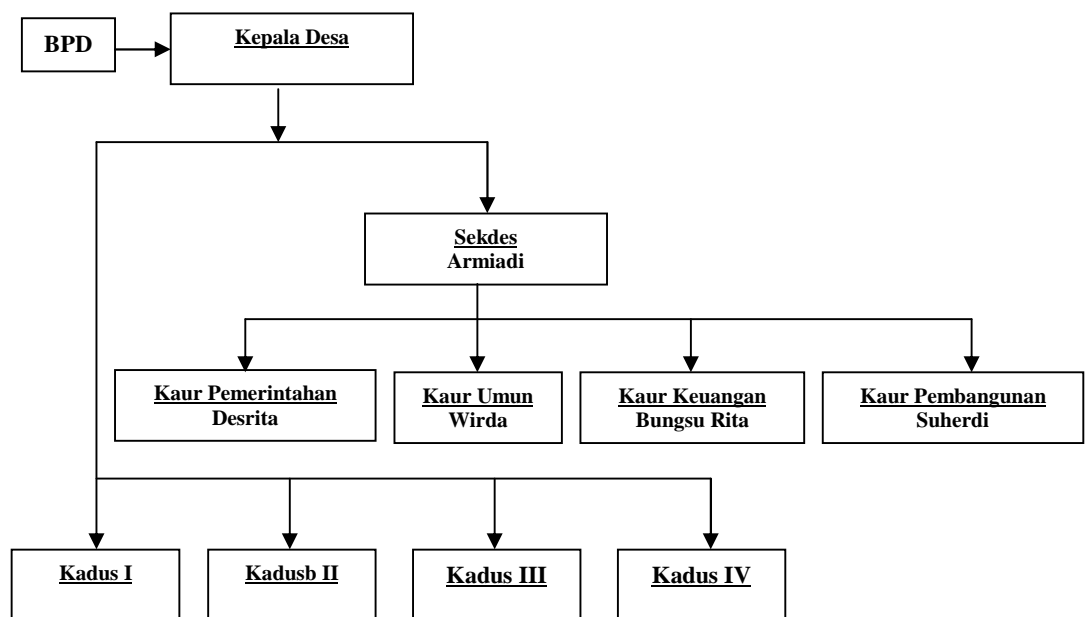 BPD
Kepala Desa
Sekdes
Armiadi
Kaur Pemerintahan
Desrita
Kaur Umun
Wirda
Kaur Keuangan
Bungsu Rita
Kaur Pembangunan
Suherdi
Kadus I
Kadusb II
Kadus III
Kadus IV